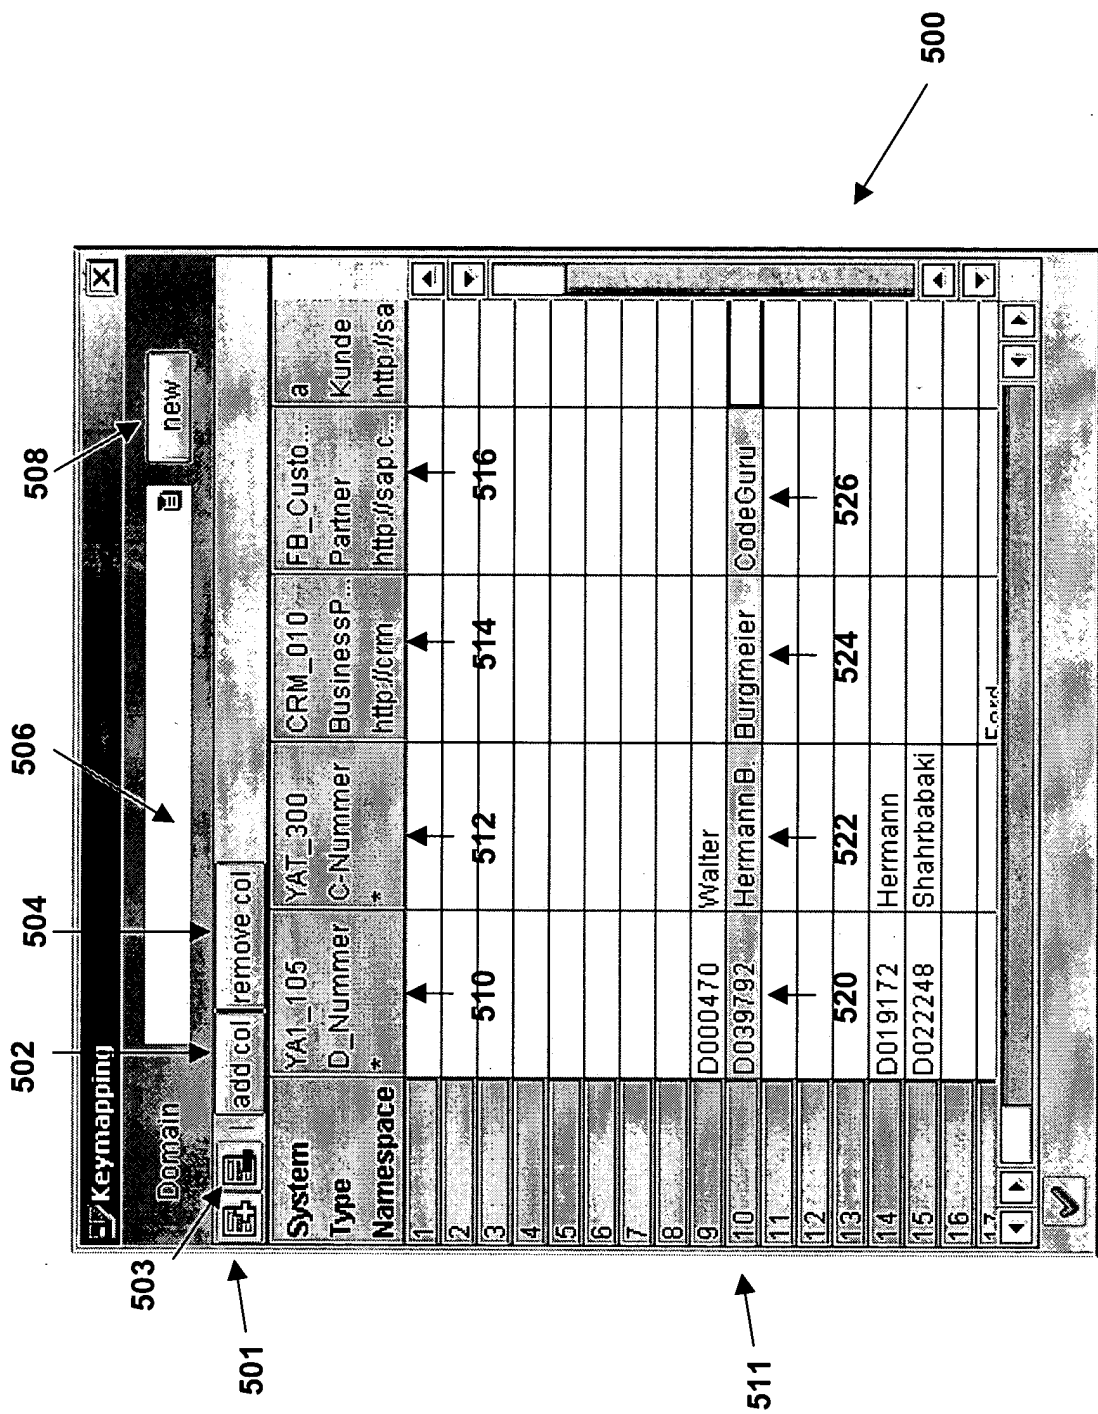 500
508
506
504
502
503
501
511
Keymapping
Domain
new
add col
remove col
System YA1_105 YAT_300 CRM_010 FB_Custo... a
Type D_Nummer C-Nummer BusinessP... Partner Kunde
Namespace * * http://crm http://sap.c... http://sa
1
2
3 510 512 514 516
4
5
6
7
8
9 D000470 Walter
10 D039792 Hermann B. Burgmeier CodeGuru
11
12
13 520 522 524 526
14 D019172 Hermann
15 D022248 Shahrbabaki
16
17 Ford